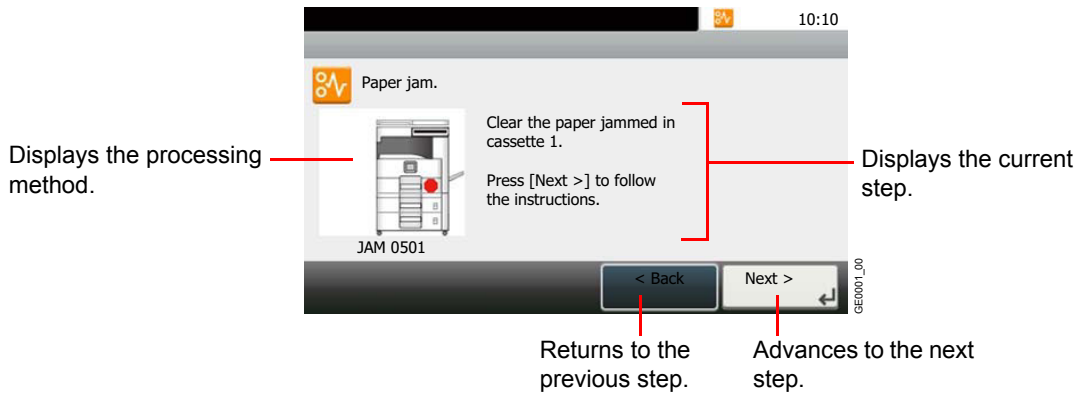 10:10
Paper jam.
Clear the paper jammed in
cassette 1.
Press [Next >] to follow
the instructions.
JAM 0501
< Back
Next >
GE0001_00
Displays the processing
method.
Displays the current
step.
Returns to the
previous step.
Advances to the next
step.